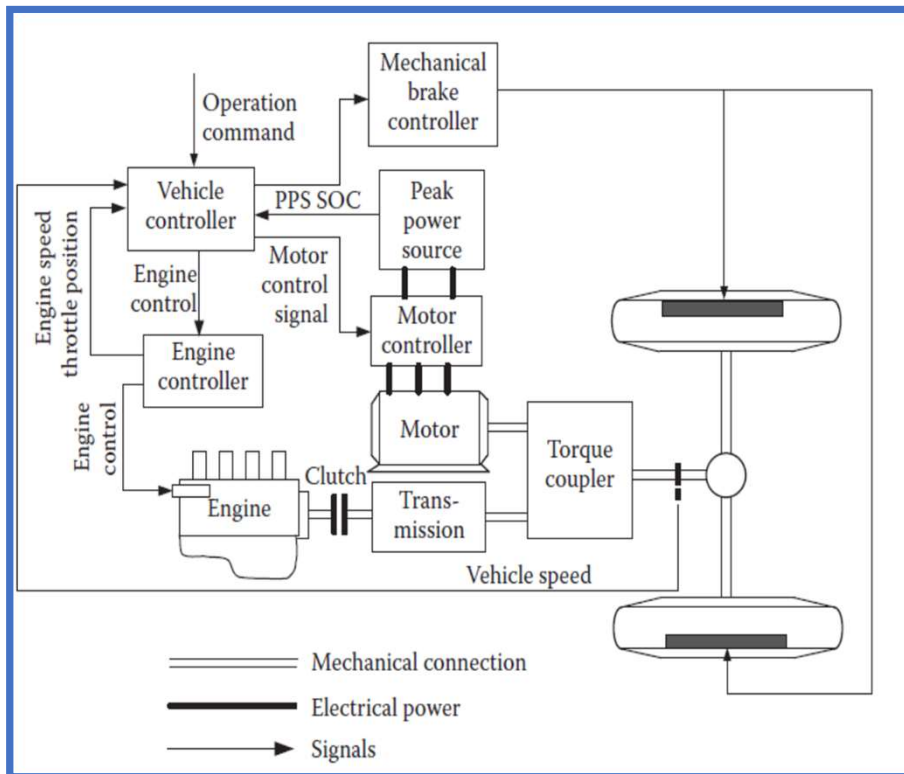 Mechanical
brake
controller
Operation
command
Vehicle
controller
PPS SOC
Peak
power
source
Engine speed
throttle position
Engine
control
Motor
control
signal
Motor
controller
Engine
controller
Engine
control
Motor
Torque
coupler
Clutch
Engine
Trans-
mission
Vehicle speed
Mechanical connection
Electrical power
Signals